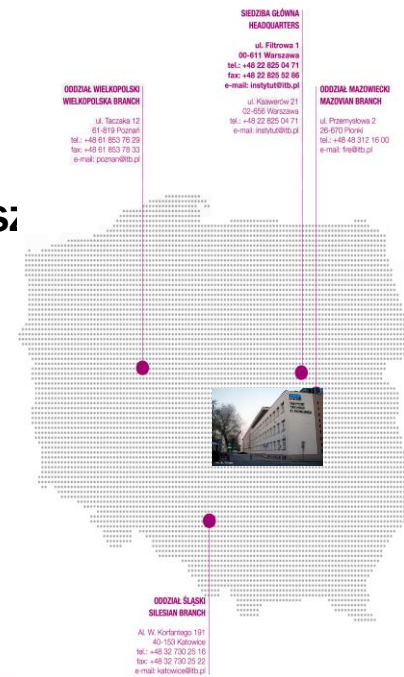 SIEDZIBA GŁÓWNA
HEADQUARTERS
ul. Filtrowa 1
00-611 Warszawa
tel.: +48 22 825 04 71
fax: +48 22 825 52 86
e-mail: instytut@itb.pl
ul. Ksawerów 21
02-656 Warszawa
tel.: +48 22 825 04 71
e-mail: instytut@itb.pl
ODDZIAŁ WIELKOPOLSKI
WIELKOPOLSKA BRANCH
ul. Taczaka 12
61-819 Poznań
tel.: +48 61 853 76 29
fax: +48 61 853 78 33
e-mail: poznan@itb.pl
ODDZIAŁ MAZOWIECKI
MAZOVIAN BRANCH
ul. Przemysłowa 2
26-670 Pionki
tel.: +48 48 312 16 00
e-mail: fire@itb.pl
SZ
ODDZIAŁ ŚLĄSKI
SILESIAN BRANCH
Al. W. Korfantego 191
40-153 Katowice
tel.: +48 32 730 25 16
fax: +48 32 730 25 22
e-mail: katowice@itb.pl